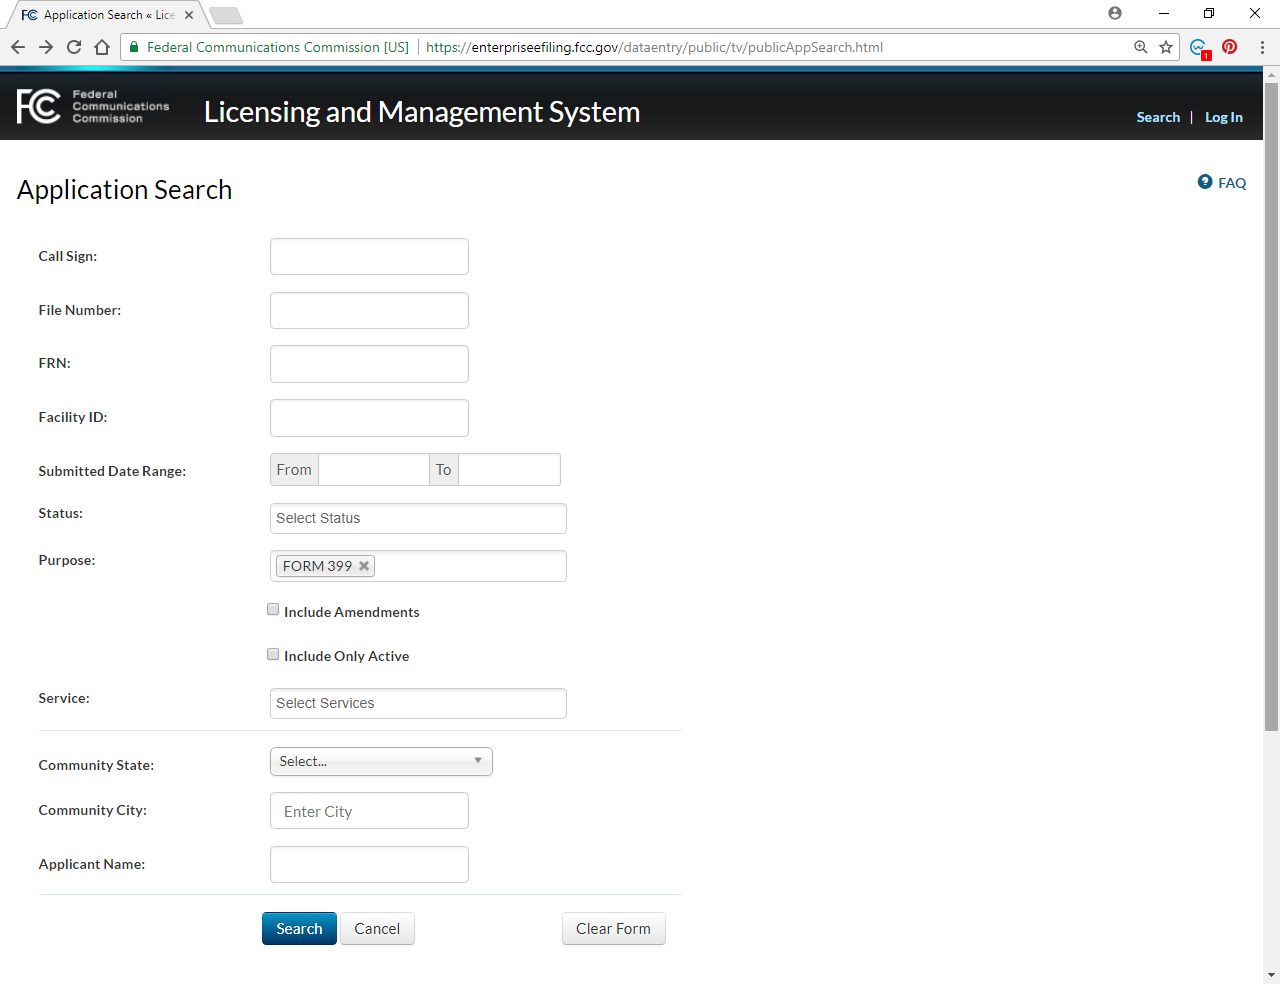 Application Search « Lice
Federal Communications Commission [US] https://enterpriseefiling.fcc.gov/dataentry/public/tv/publicAppSearch.html
1
FC Federal Communications Commission
Licensing and Management System
Search | Log In
Application Search
? FAQ
Call Sign:
File Number:
FRN:
Facility ID:
Submitted Date Range: From To
Status: Select Status
Purpose: FORM 399
Include Amendments
Include Only Active
Service: Select Services
Community State: Select...
Community City: Enter City
Applicant Name:
Search Cancel Clear Form